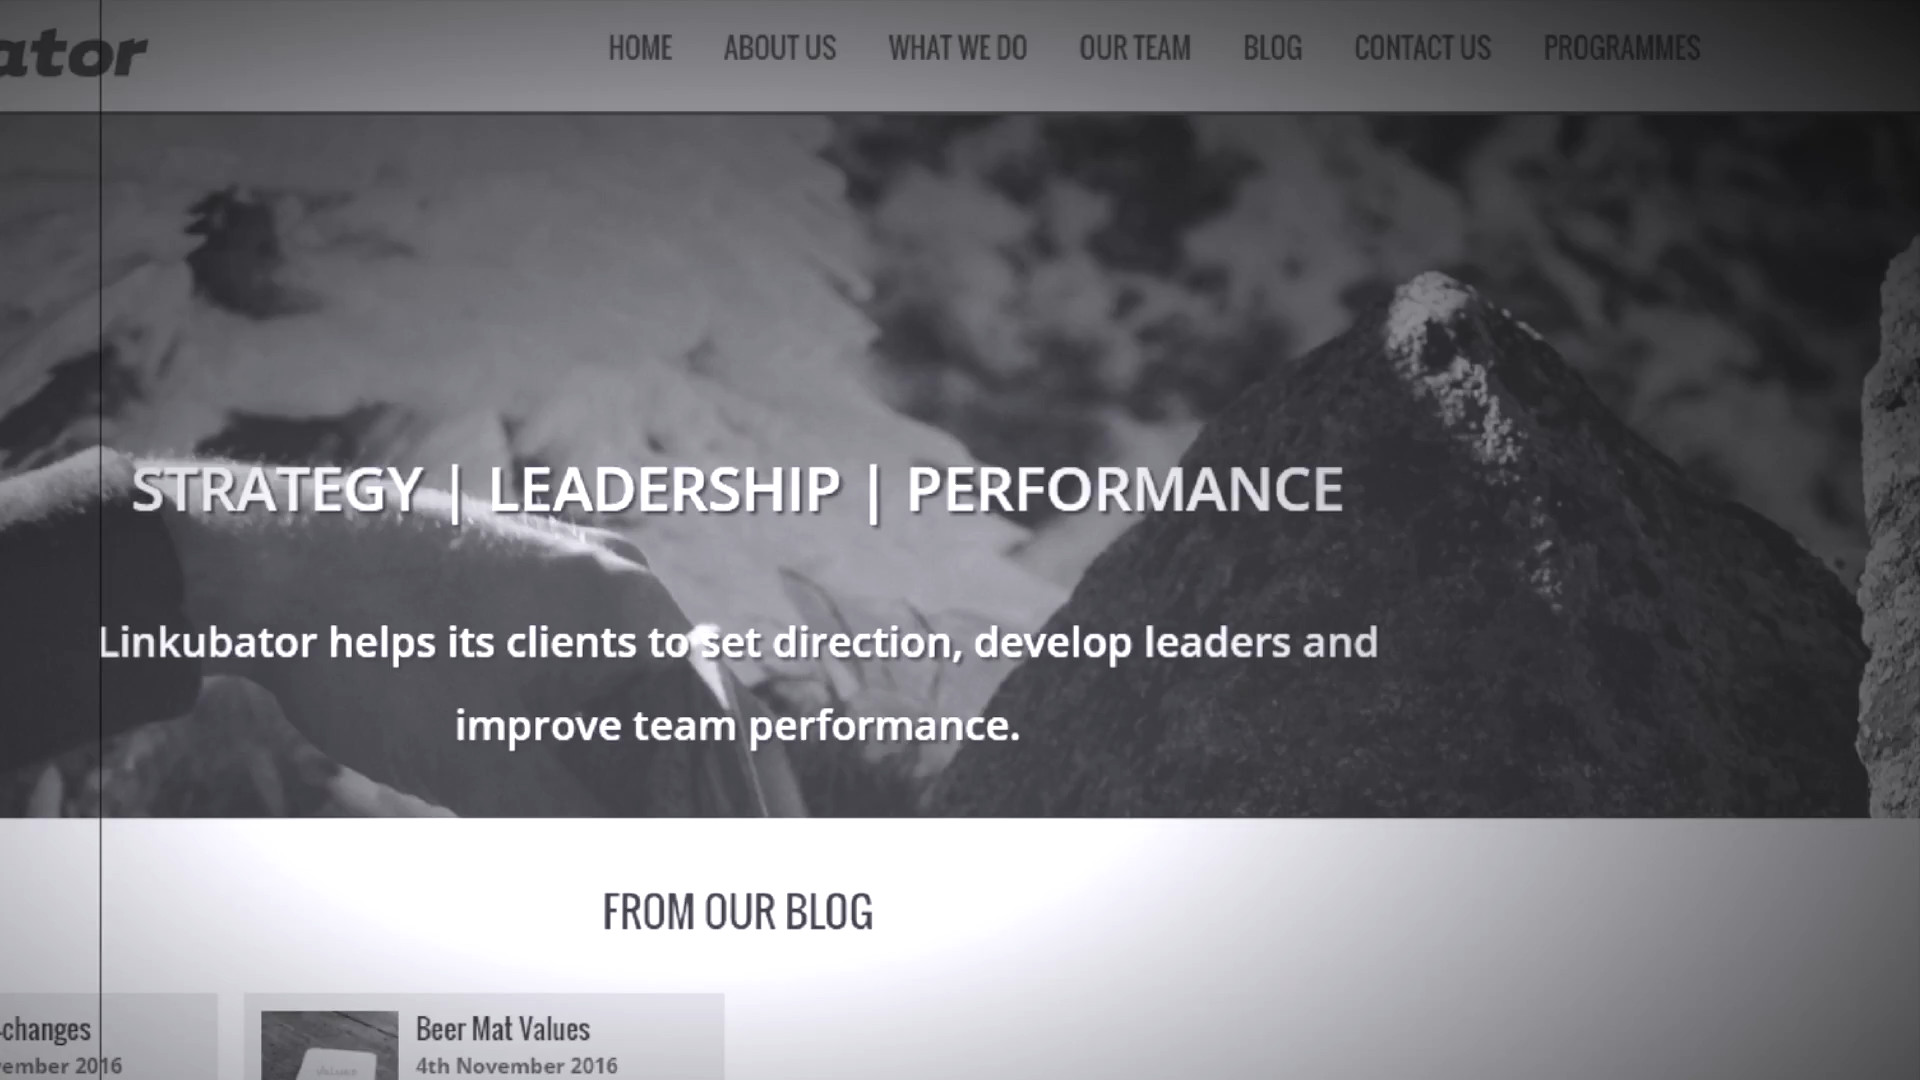 ator
HOME ABOUT US WHAT WE DO OUR TEAM BLOG CONTACT US PROGRAMMES
STRATEGY | LEADERSHIP | PERFORMANCE
Linkubator helps its clients to set direction, develop leaders and
improve team performance.
FROM OUR BLOG
-changes
vember 2016
Beer Mat Values
4th November 2016
Values